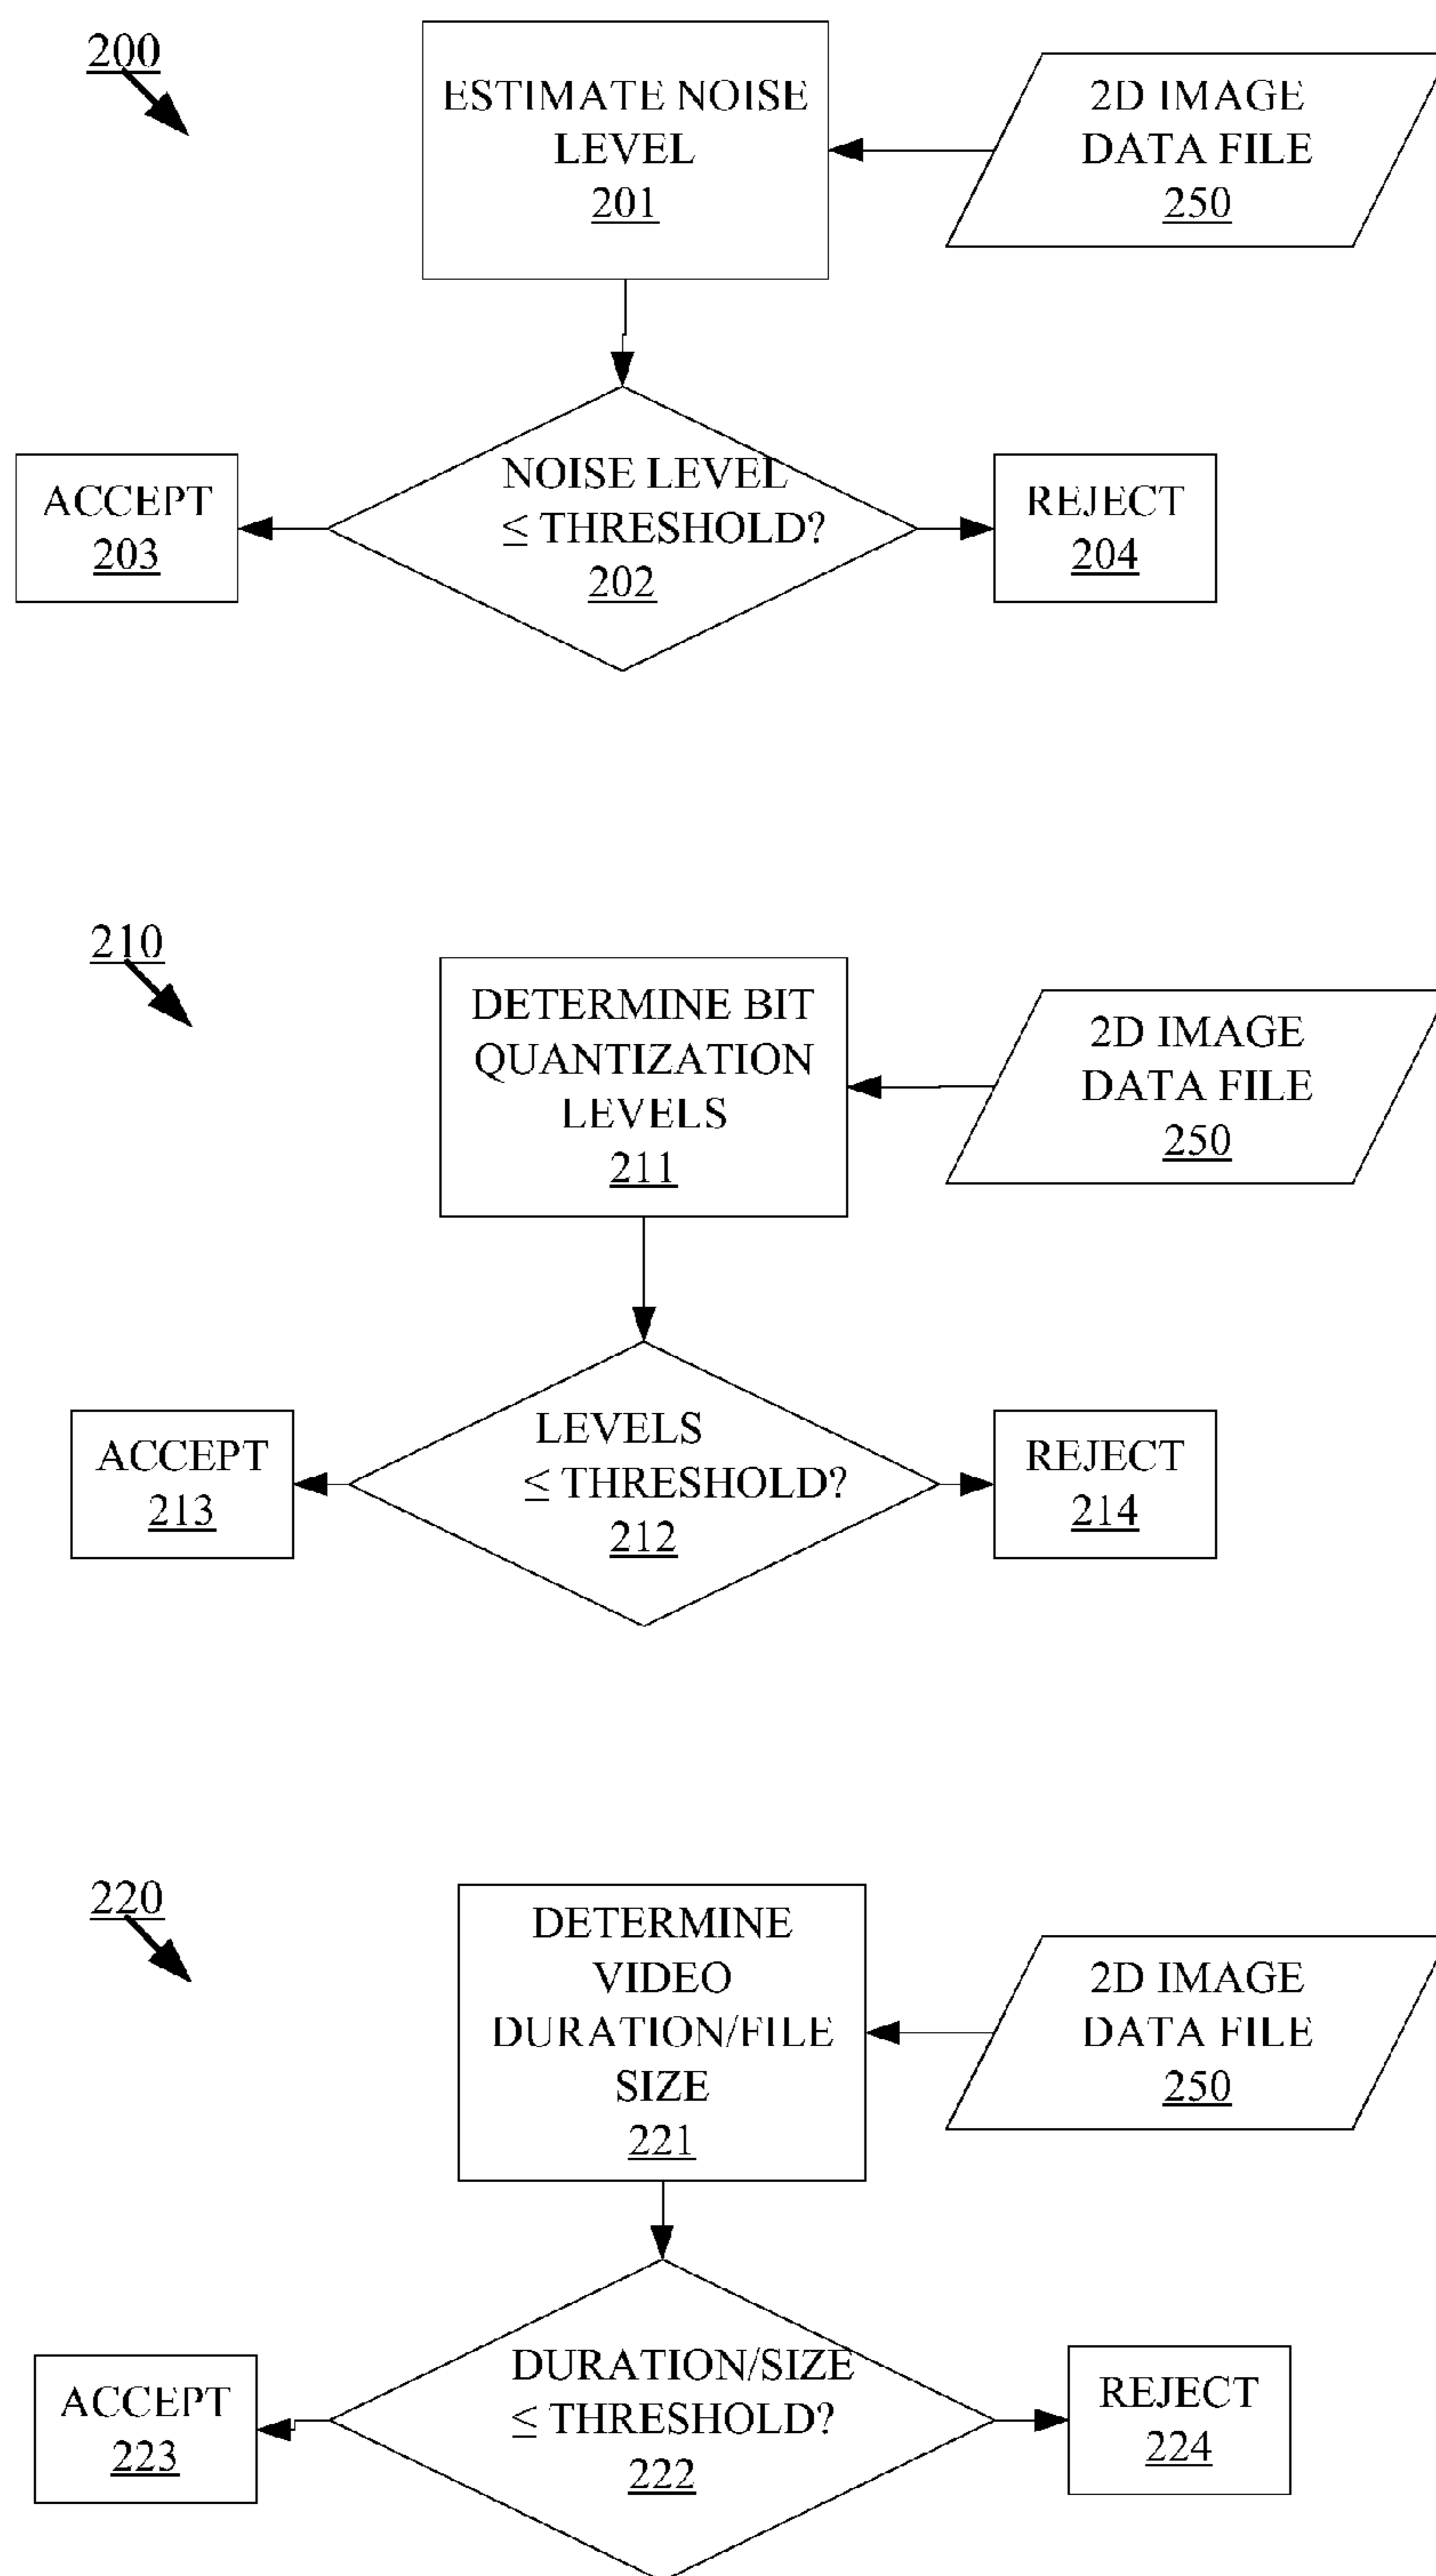 200
ESTIMATE NOISE
LEVEL
201
2D IMAGE
DATA FILE
250
NOISE LEVEL
≤ THRESHOLD?
202
ACCEPT
203
REJECT
204
210
DETERMINE BIT
QUANTIZATION
LEVELS
211
2D IMAGE
DATA FILE
250
LEVELS
≤ THRESHOLD?
212
ACCEPT
213
REJECT
214
220
DETERMINE
VIDEO
DURATION/FILE
SIZE
221
2D IMAGE
DATA FILE
250
DURATION/SIZE
≤ THRESHOLD?
222
ACCEPT
223
REJECT
224